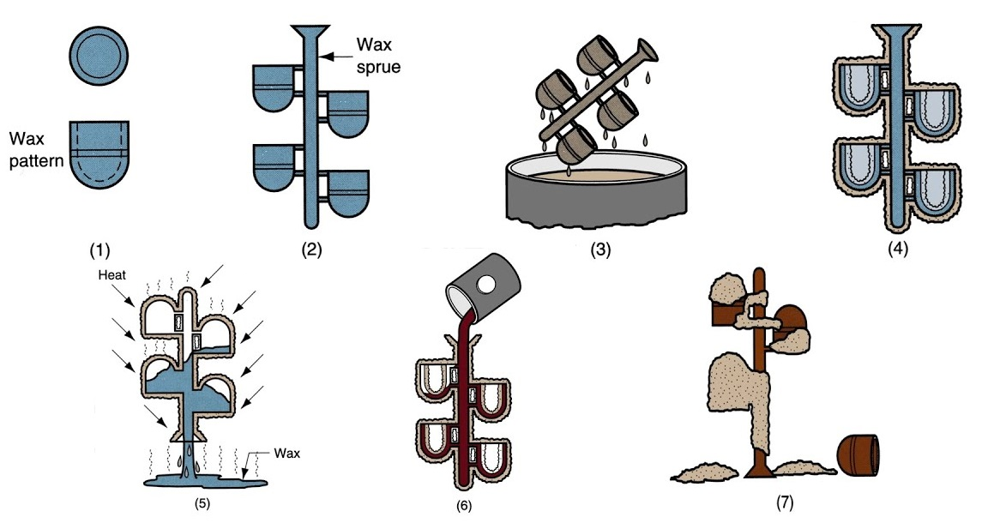 Wax
pattern
(1)
Wax
sprue
(2)
(3)
(4)
Heat
Wax
(5)
(6)
(7)